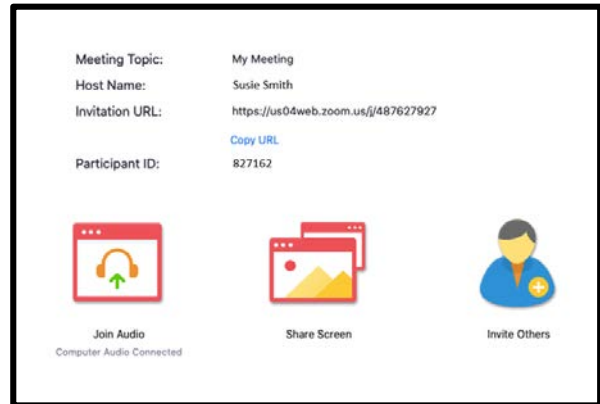 Meeting Topic: My Meeting
Host Name: Susie Smith
Invitation URL: https://us04web.zoom.us/j/487627927
Copy URL
Participant ID: 827162
Join Audio Share Screen Invite Others
Computer Audio Connected